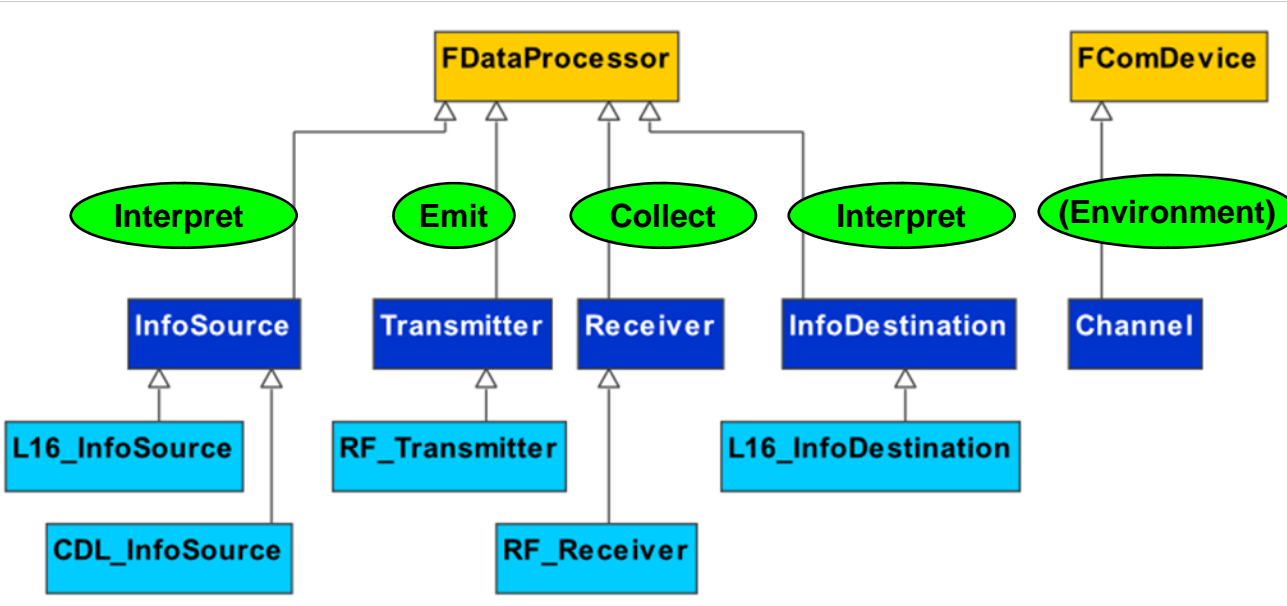 FDataProcessor
FComDevice
Interpret
Emit
Collect
Interpret
(Environment)
InfoSource
Transmitter
Receiver
InfoDestination
Channel
L16_InfoSource
RF_Transmitter
L16_InfoDestination
CDL_InfoSource
RF_Receiver